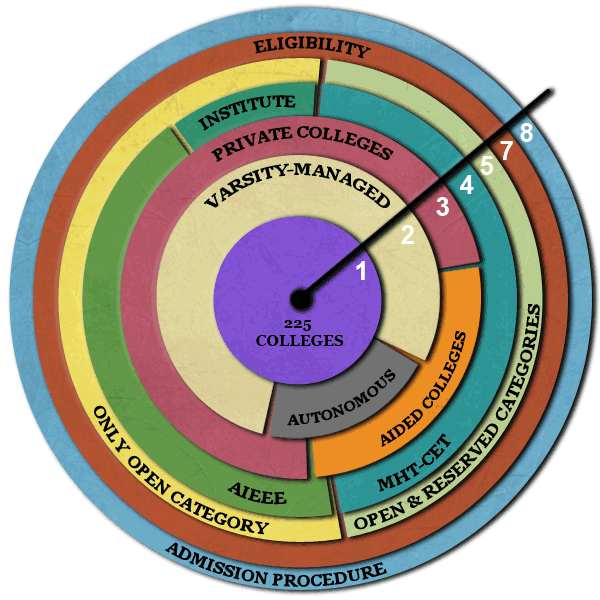 ELIGIBILITY
INSTITUTE
PRIVATE COLLEGES
VARSITY-MANAGED
8
7
5
4
3
2
1
225
COLLEGES
AUTONOMOUS
AIDED COLLEGES
MHT-CET
OPEN & RESERVED CATEGORIES
AIEEE
ONLY OPEN CATEGORY
ADMISSION PROCEDURE